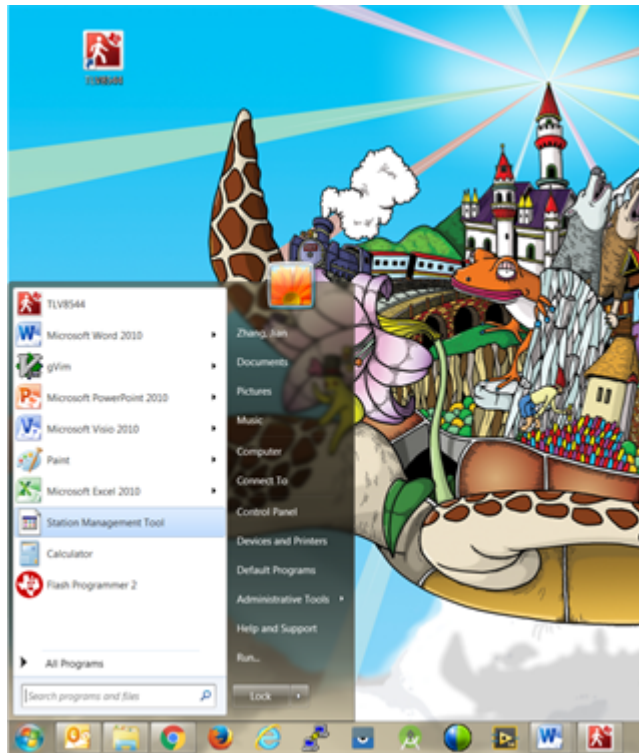 TLV8544
TLV8544
Microsoft Word 2010
gVim
Microsoft PowerPoint 2010
Microsoft Visio 2010
Paint
Microsoft Excel 2010
Station Management Tool
Calculator
Flash Programmer 2
All Programs
Search programs and files
Zhang, Jian
Documents
Pictures
Music
Computer
Connect To
Control Panel
Devices and Printers
Default Programs
Administrative Tools
Help and Support
Run...
Lock